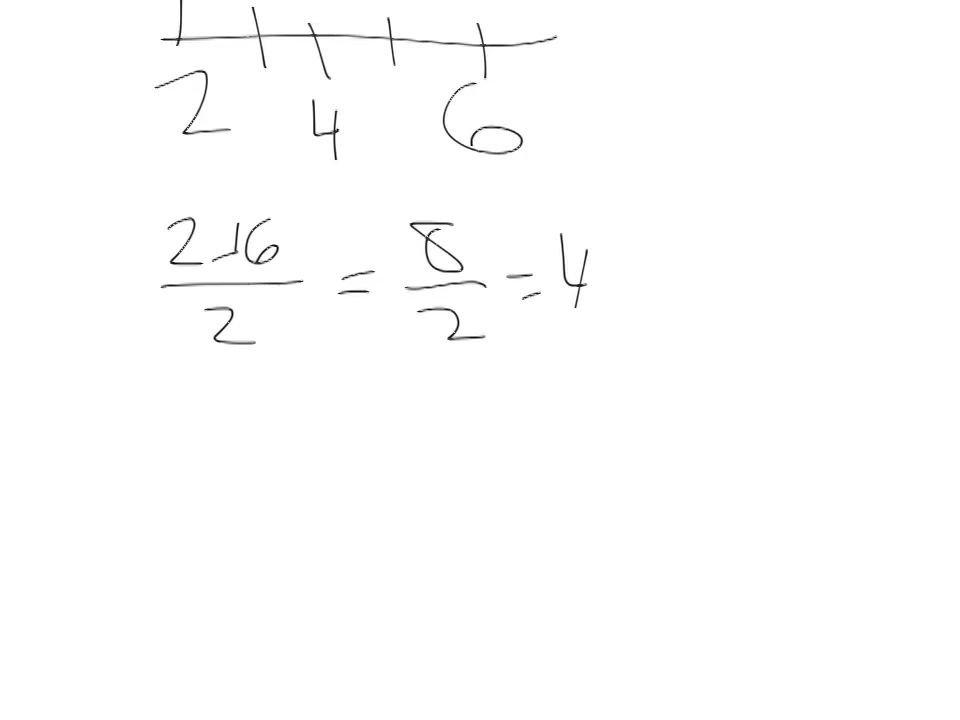 2 4 6
2+6/2 = 8/2 = 4